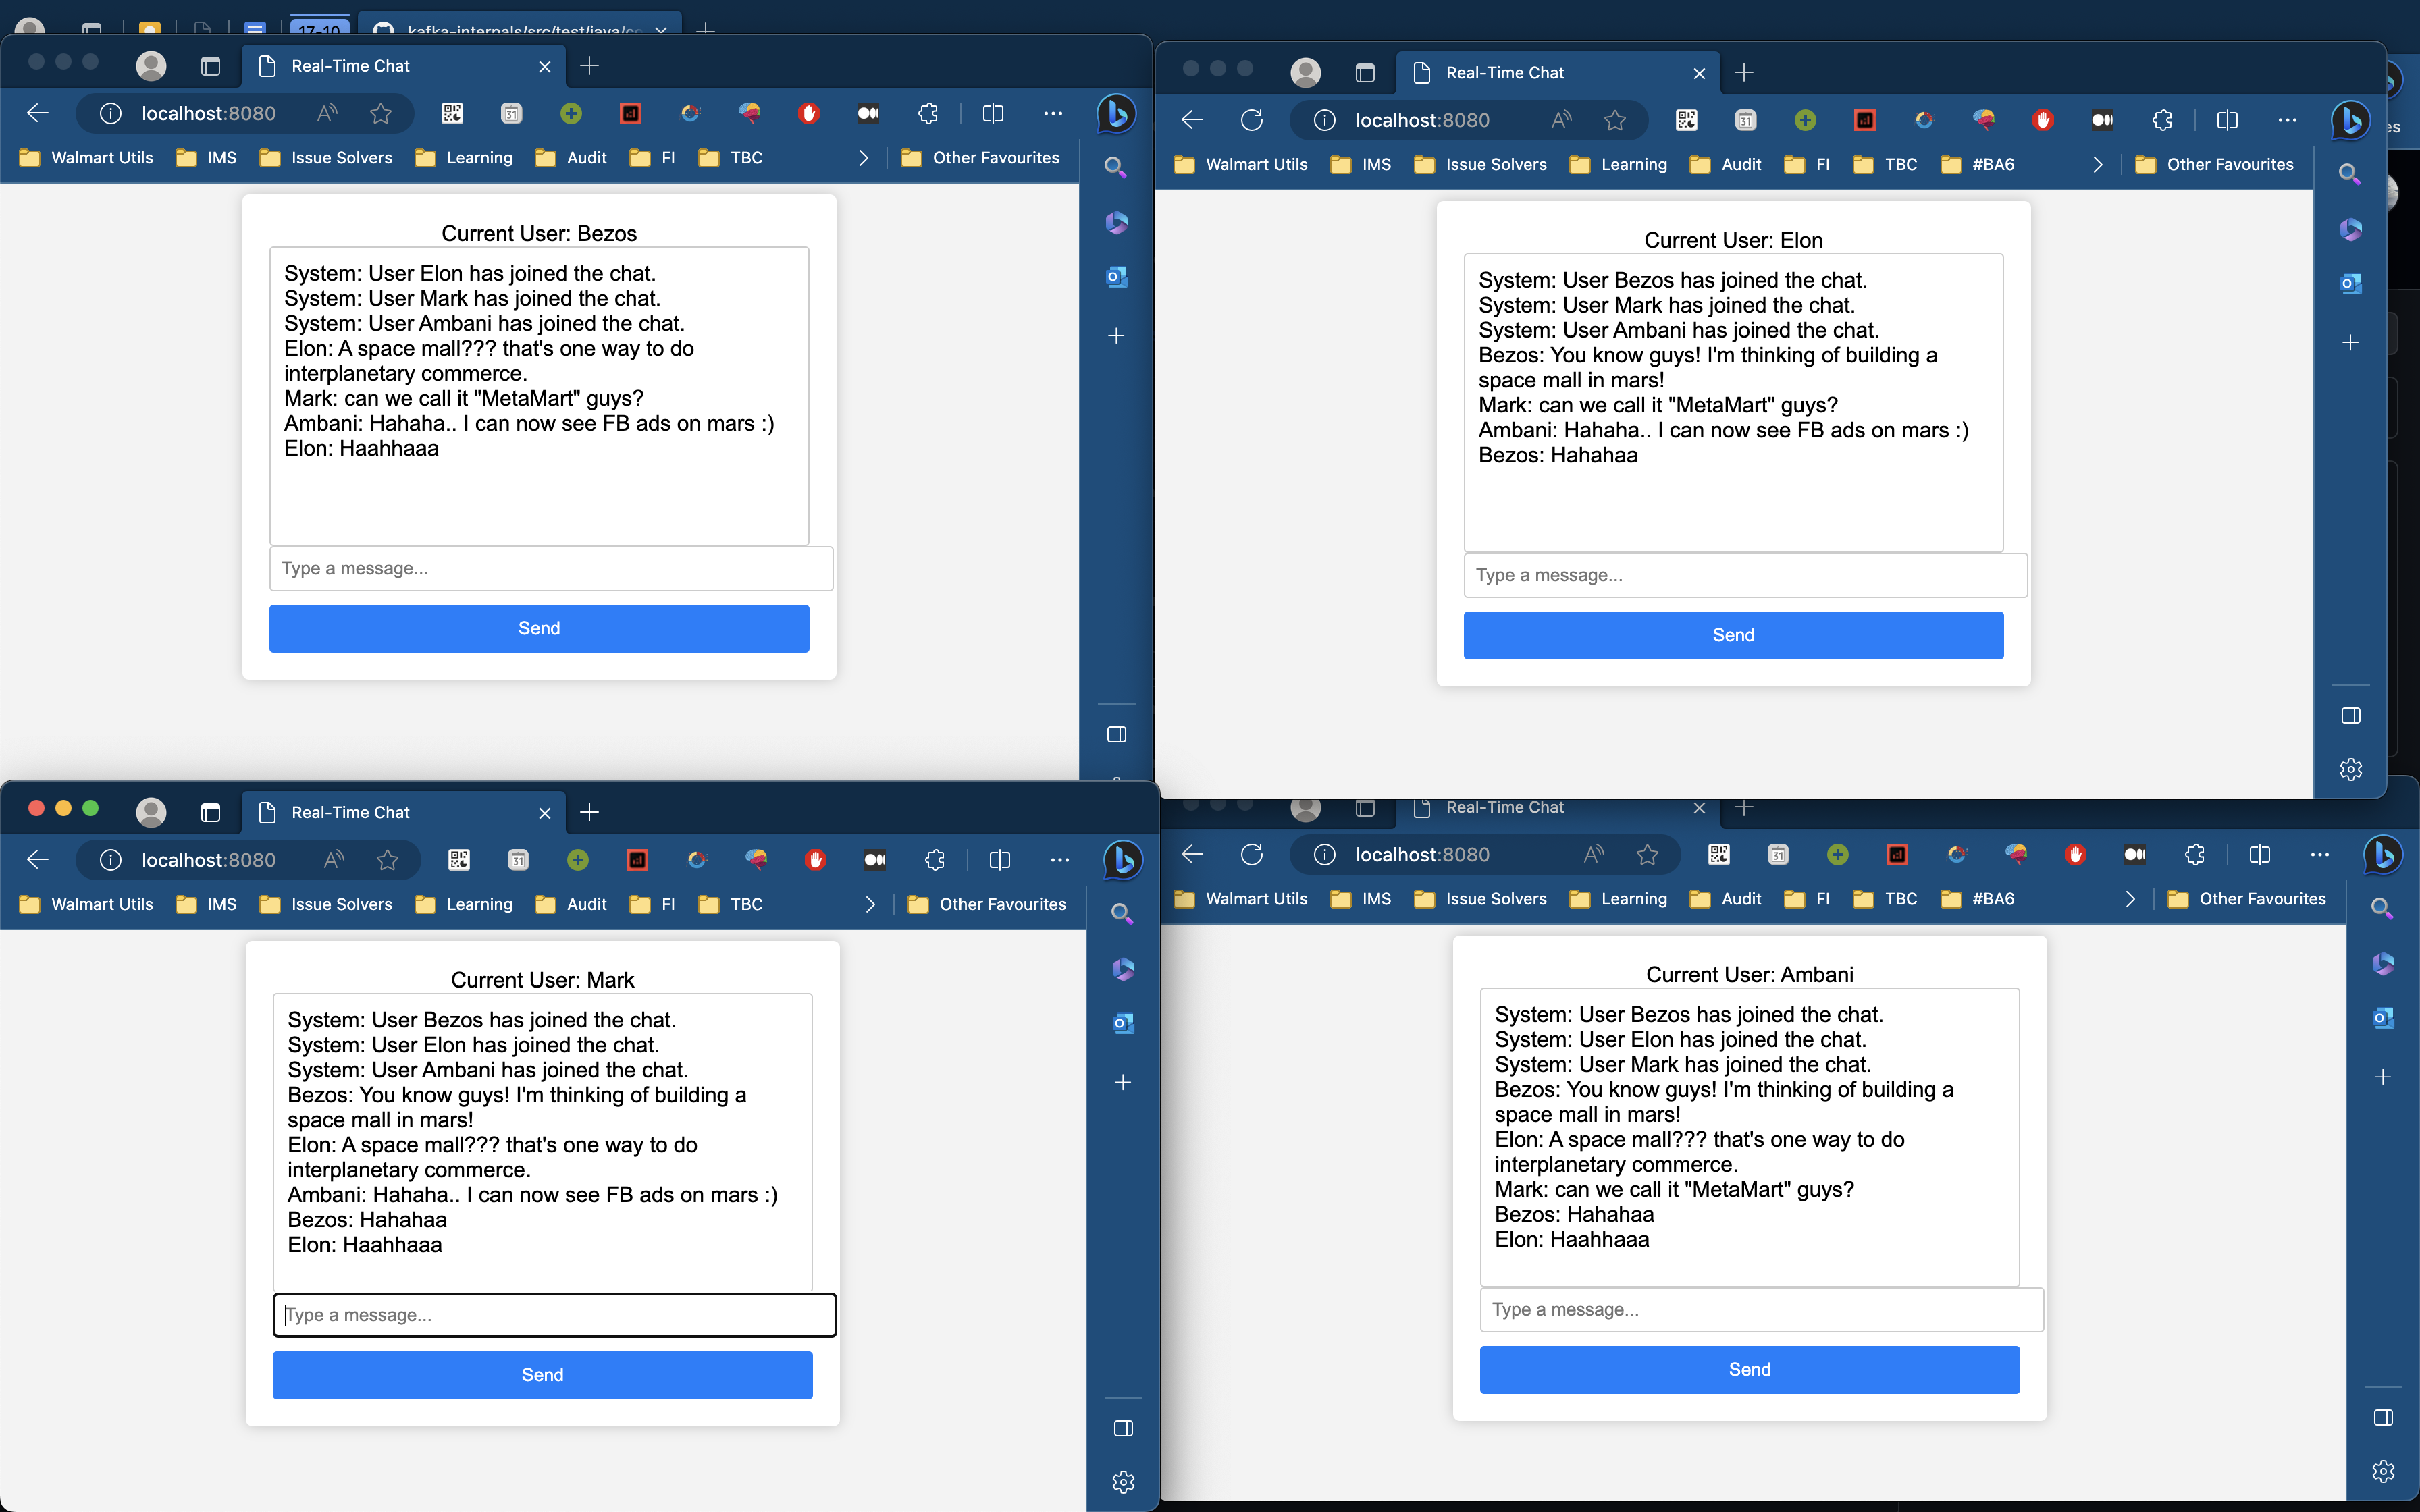 17-10
kafka-internals/src/test/java/co
Real-Time Chat
localhost:8080
Walmart Utils IMS Issue Solvers Learning Audit FI TBC Other Favourites
Current User: Bezos
System: User Elon has joined the chat.
System: User Mark has joined the chat.
System: User Ambani has joined the chat.
Elon: A space mall??? that's one way to do
interplanetary commerce.
Mark: can we call it "MetaMart" guys?
Ambani: Hahaha.. I can now see FB ads on mars :)
Elon: Haahhaaa
Type a message...
Send
Real-Time Chat
localhost:8080
Walmart Utils IMS Issue Solvers Learning Audit FI TBC #BA6 Other Favourites
Current User: Elon
System: User Bezos has joined the chat.
System: User Mark has joined the chat.
System: User Ambani has joined the chat.
Bezos: You know guys! I'm thinking of building a
space mall in mars!
Mark: can we call it "MetaMart" guys?
Ambani: Hahaha.. I can now see FB ads on mars :)
Bezos: Hahahaa
Type a message...
Send
Real-Time Chat
localhost:8080
Walmart Utils IMS Issue Solvers Learning Audit FI TBC Other Favourites
Current User: Mark
System: User Bezos has joined the chat.
System: User Elon has joined the chat.
System: User Ambani has joined the chat.
Bezos: You know guys! I'm thinking of building a
space mall in mars!
Elon: A space mall??? that's one way to do
interplanetary commerce.
Ambani: Hahaha.. I can now see FB ads on mars :)
Bezos: Hahahaa
Elon: Haahhaaa
Type a message...
Send
Real-Time Chat
localhost:8080
Walmart Utils IMS Issue Solvers Learning Audit FI TBC #BA6 Other Favourites
Current User: Ambani
System: User Bezos has joined the chat.
System: User Elon has joined the chat.
System: User Mark has joined the chat.
Bezos: You know guys! I'm thinking of building a
space mall in mars!
Elon: A space mall??? that's one way to do
interplanetary commerce.
Mark: can we call it "MetaMart" guys?
Bezos: Hahahaa
Elon: Haahhaaa
Type a message...
Send